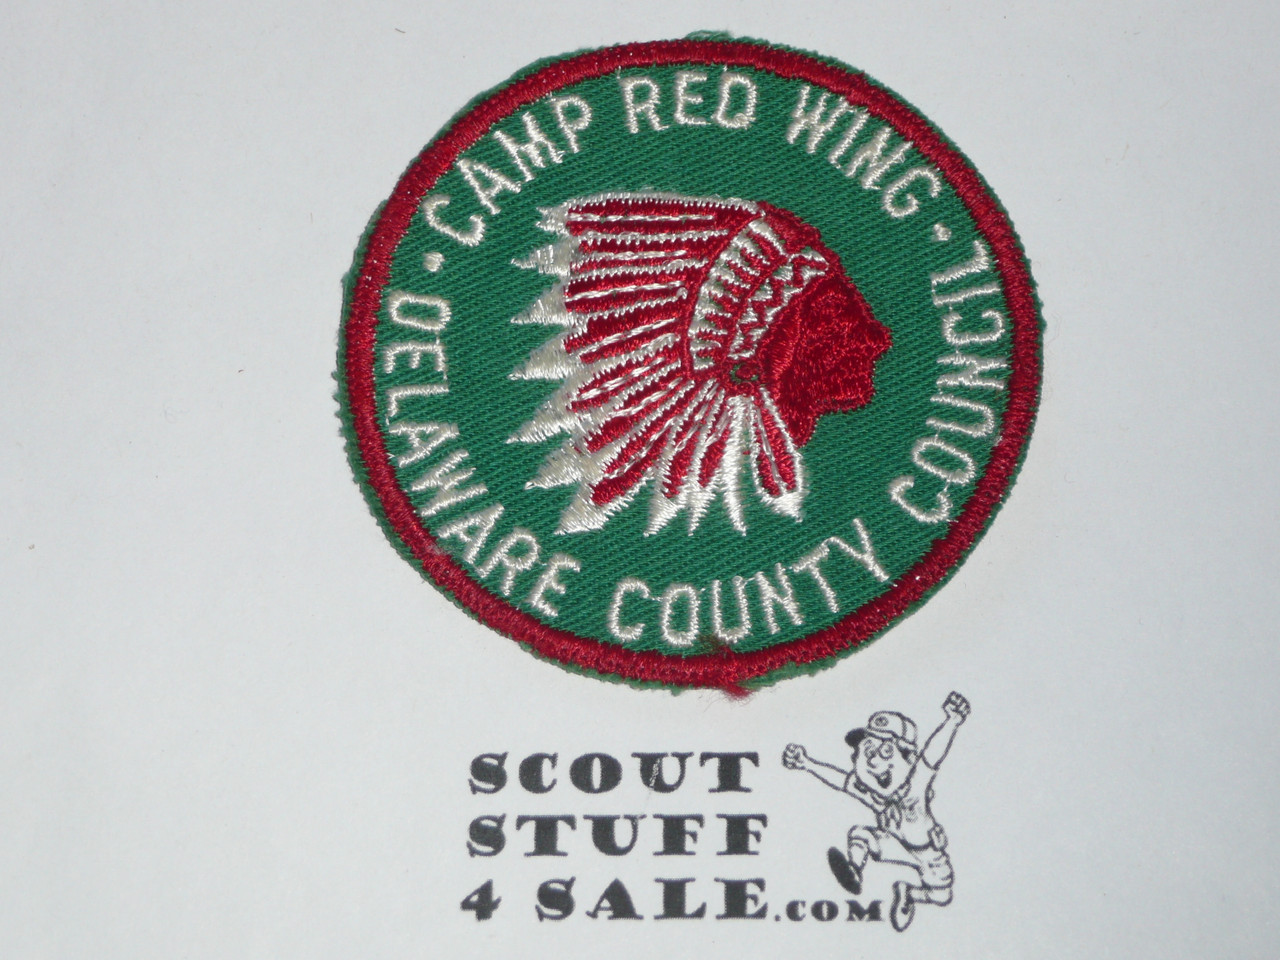 · CAMP RED WING ·
DELAWARE COUNTY COUNCIL
SCOUT
STUFF
4 SALE.COM